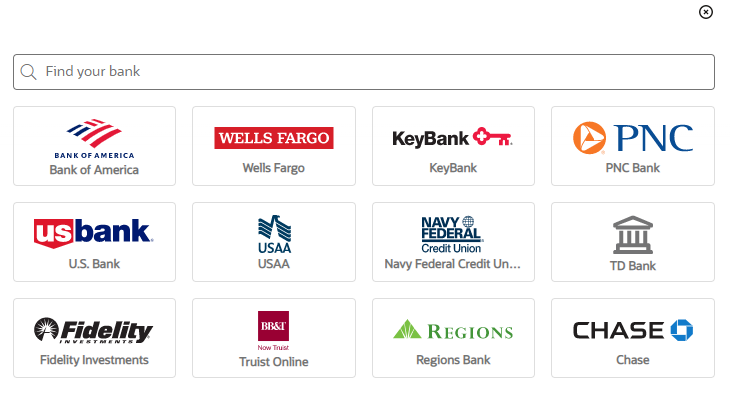 Find your bank
BANK OF AMERICA
Bank of America
WELLS FARGO
Wells Fargo
KeyBank
KeyBank
PNC
PNC Bank
usbank
U.S. Bank
USAA
USAA
NAVY
FEDERAL
Credit Union
Navy Federal Credit Un...
TD Bank
Fidelity
INVESTMENTS
Fidelity Investments
BB&T
Now Truist
Truist Online
REGIONS
Regions Bank
CHASE
Chase